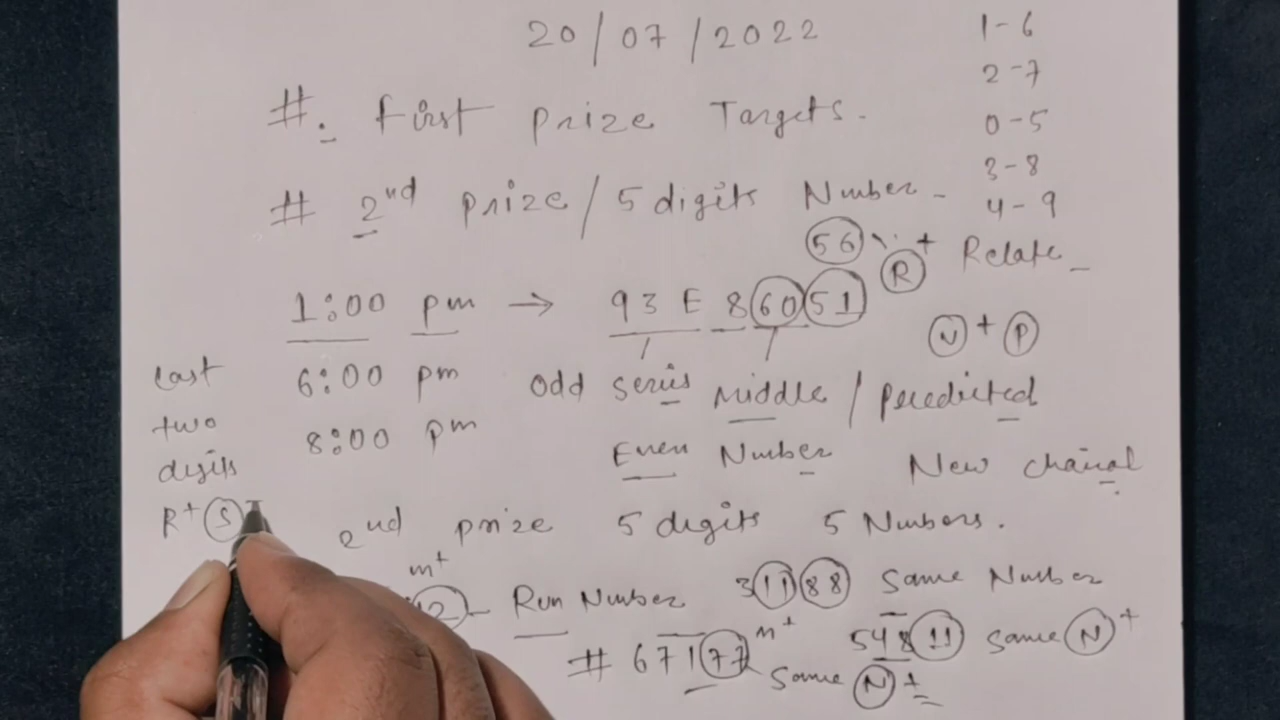 20/07/2022
1-6
2-7
0-5
3-8
4-9
#. First prize Targets.
# 2nd prize/5 digits Number-
56 R+ Relate-
1:00 pm → 93 E 86051
N + P
6:00 pm odd series Middle / predicted
8:00 pm Even Number New
last
two
digits
R+ S
2nd prize 5 digits 5 Numbers.
m+
2 - Run Number 31188 Same Number
# 67177 m+ 54811 same N+
Same N+